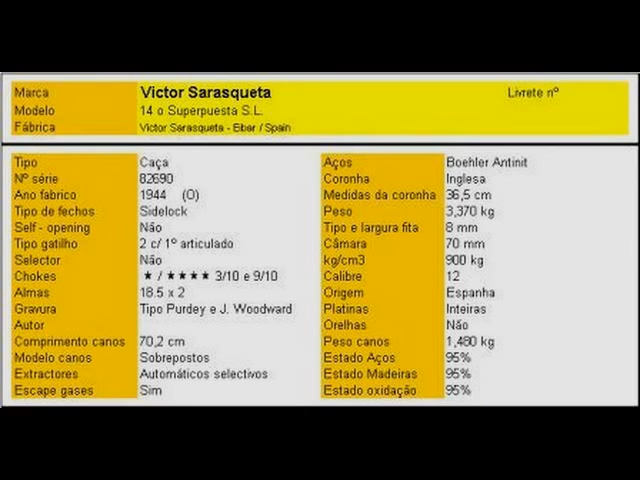 Marca Victor Sarasqueta Livrete nº
Modelo 14 o Superpuesta S.L.
Fábrica Victor Sarasqueta - Eibar / Spain
Tipo Caça Aços Boehler Antinit
Nº série 82690 Coronha Inglesa
Ano fabrico 1944 (O) Medidas da coronha 36,5 cm
Tipo de fechos Sidelock Peso 3,370 kg
Self - opening Não Tipo e largura fita 8 mm
Tipo gatilho 2 c/ 1º articulado Câmara 70 mm
Selector Não kg/cm3 900 kg
Chokes ★ / ★ ★ ★ ★ 3/10 e 9/10 Calibre 12
Almas 18.5 x 2 Origem Espanha
Gravura Tipo Purdey e J. Woodward Platinas Inteiras
Autor Orelhas Não
Comprimento canos 70,2 cm Peso canos 1,480 kg
Modelo canos Sobrepostos Estado Aços 95%
Extractores Automáticos selectivos Estado Madeiras 95%
Escape gases Sim Estado oxidação 95%